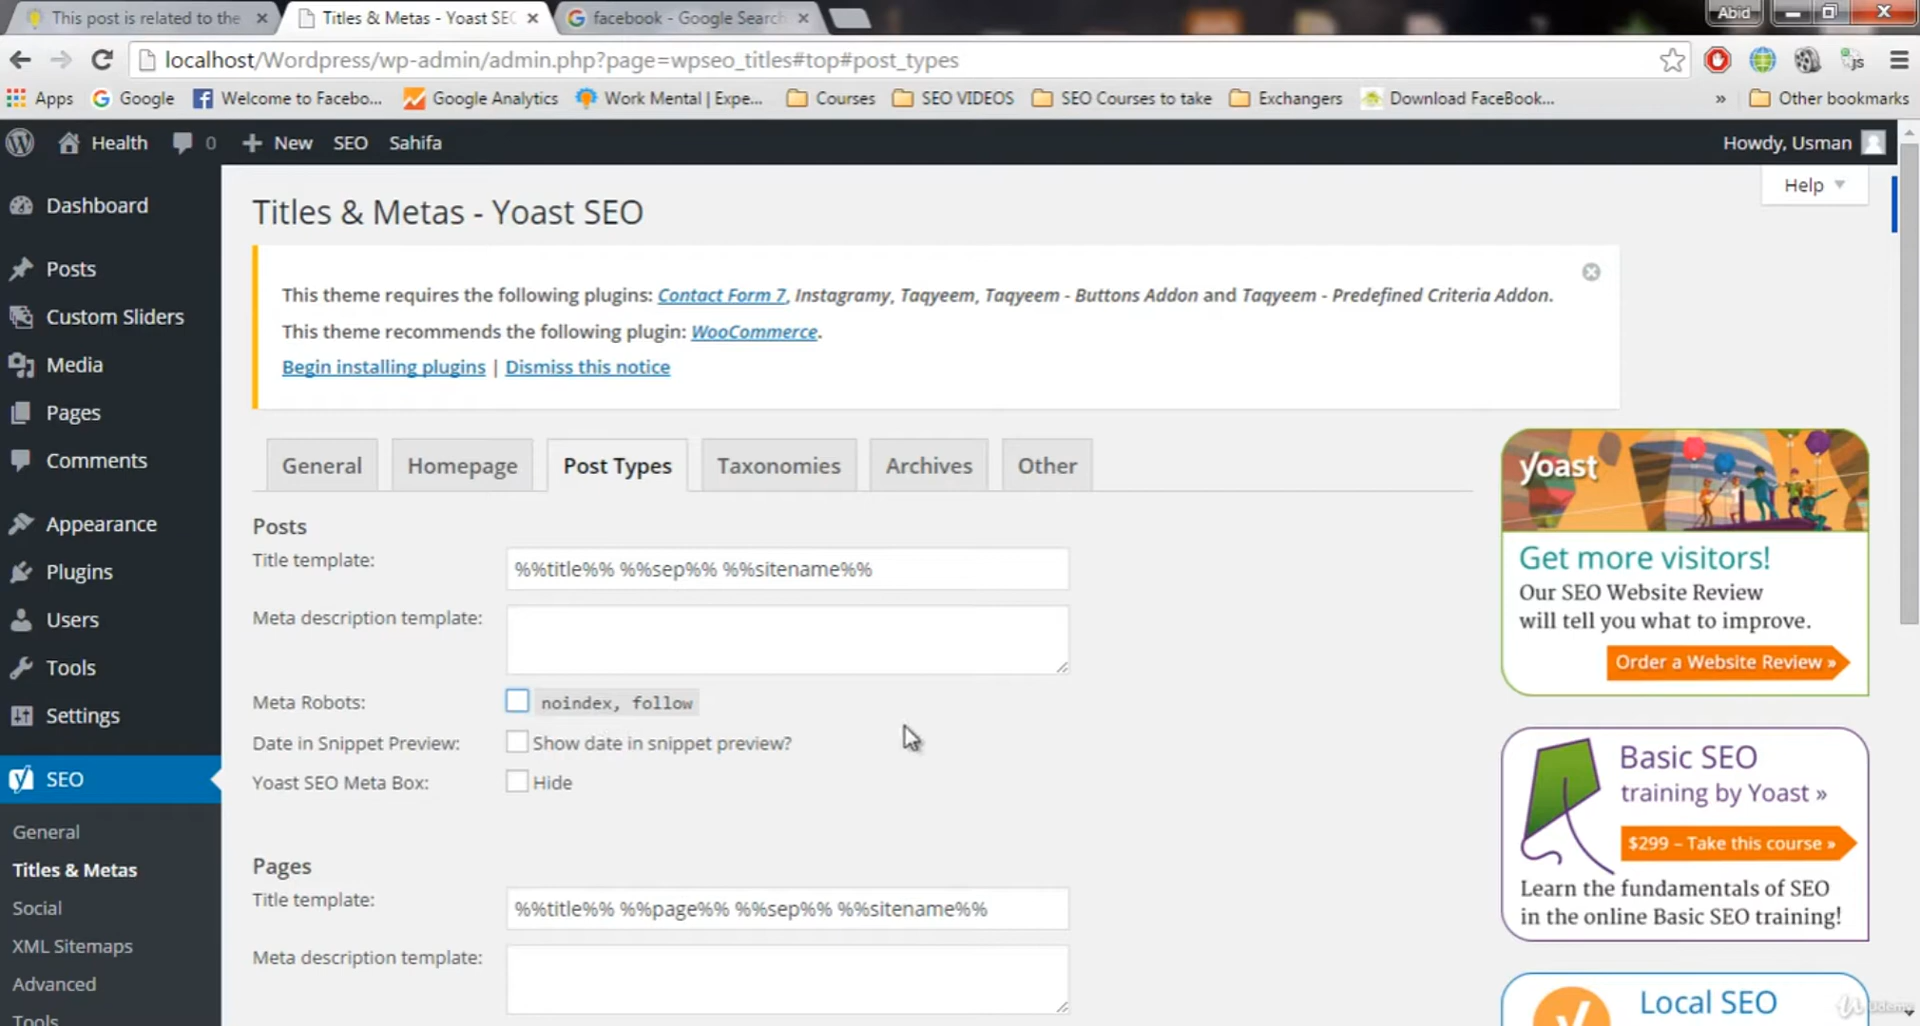 This post is related to the
Titles & Metas - Yoast SEO
facebook - Google Search
Abid
localhost/Wordpress/wp-admin/admin.php?page=wpseo_titles#top#post_types
js
Apps
Google
Welcome to Facebo...
Google Analytics
Work Mental | Expe...
Courses
SEO VIDEOS
SEO Courses to take
Exchangers
Download FaceBook...
»
Other bookmarks
Health
0
New
SEO
Sahifa
Howdy, Usman
Help
Dashboard
Posts
Custom Sliders
Media
Pages
Comments
Appearance
Plugins
Users
Tools
Settings
SEO
General
Titles & Metas
Social
XML Sitemaps
Advanced
Tools
Titles & Metas - Yoast SEO
This theme requires the following plugins: Contact Form 7, Instagramy, Taqyeem, Taqyeem - Buttons Addon and Taqyeem - Predefined Criteria Addon.
This theme recommends the following plugin: WooCommerce.
Begin installing plugins | Dismiss this notice
General
Homepage
Post Types
Taxonomies
Archives
Other
Posts
Title template:
%%title%% %%sep%% %%sitename%%
Meta description template:
Meta Robots:
noindex, follow
Date in Snippet Preview:
Show date in snippet preview?
Yoast SEO Meta Box:
Hide
Pages
Title template:
%%title%% %%page%% %%sep%% %%sitename%%
Meta description template:
yoast
Get more visitors!
Our SEO Website Review
will tell you what to improve.
Order a Website Review »
Basic SEO
training by Yoast »
$299 – Take this course »
Learn the fundamentals of SEO
in the online Basic SEO training!
Local SEO
Udemy